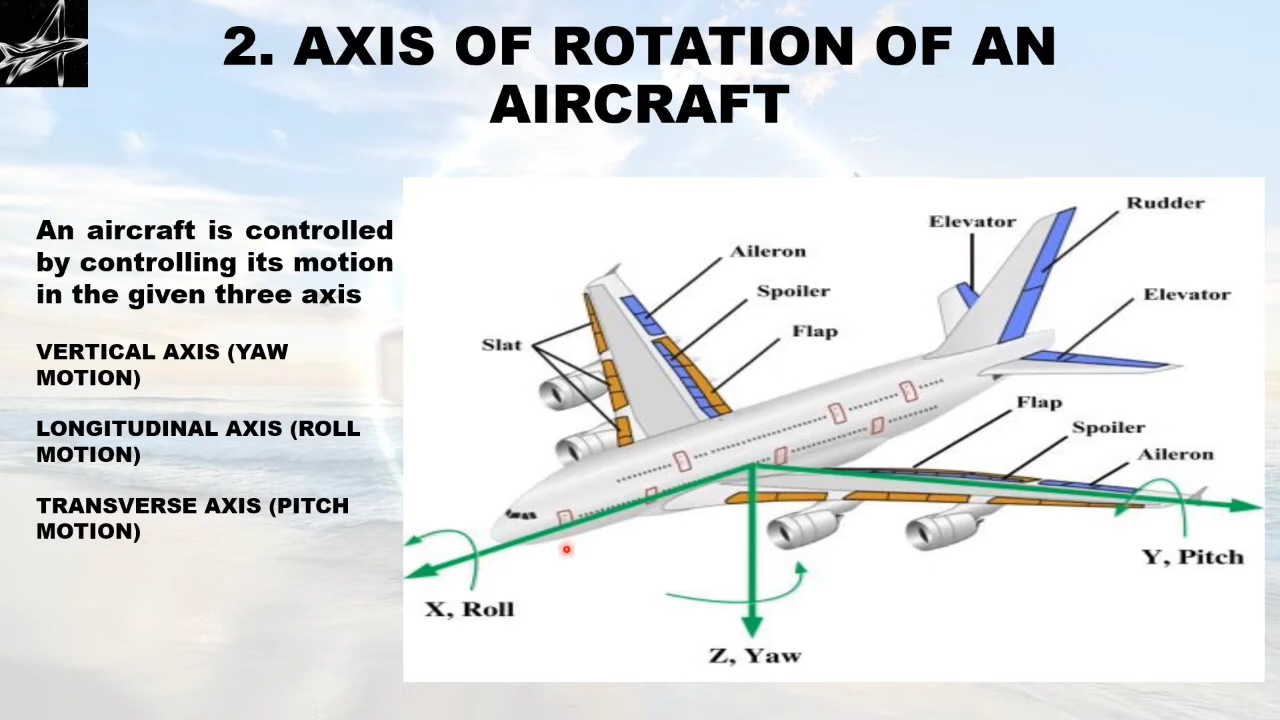 2. AXIS OF ROTATION OF AN
AIRCRAFT
An aircraft is controlled
by controlling its motion
in the given three axis
VERTICAL AXIS (YAW
MOTION)
LONGITUDINAL AXIS (ROLL
MOTION)
TRANSVERSE AXIS (PITCH
MOTION)
Rudder
Elevator
Aileron
Spoiler
Elevator
Flap
Slat
Flap
Spoiler
Aileron
Y, Pitch
X, Roll
Z, Yaw